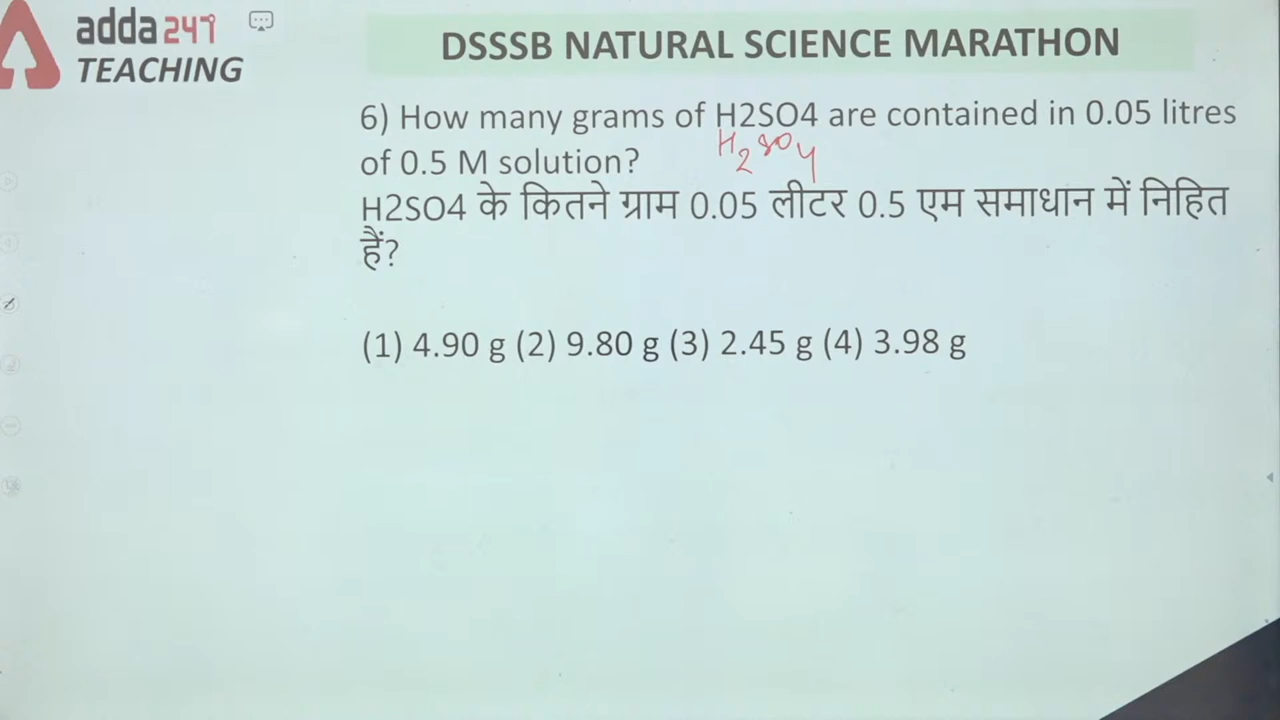 adda247
TEACHING
DSSSB NATURAL SCIENCE MARATHON
6) How many grams of H2SO4 are contained in 0.05 litres
of 0.5 M solution?
H2SO4
H2SO4 के कितने ग्राम 0.05 लीटर 0.5 एम समाधान में निहित
हैं?
(1) 4.90 g (2) 9.80 g (3) 2.45 g (4) 3.98 g